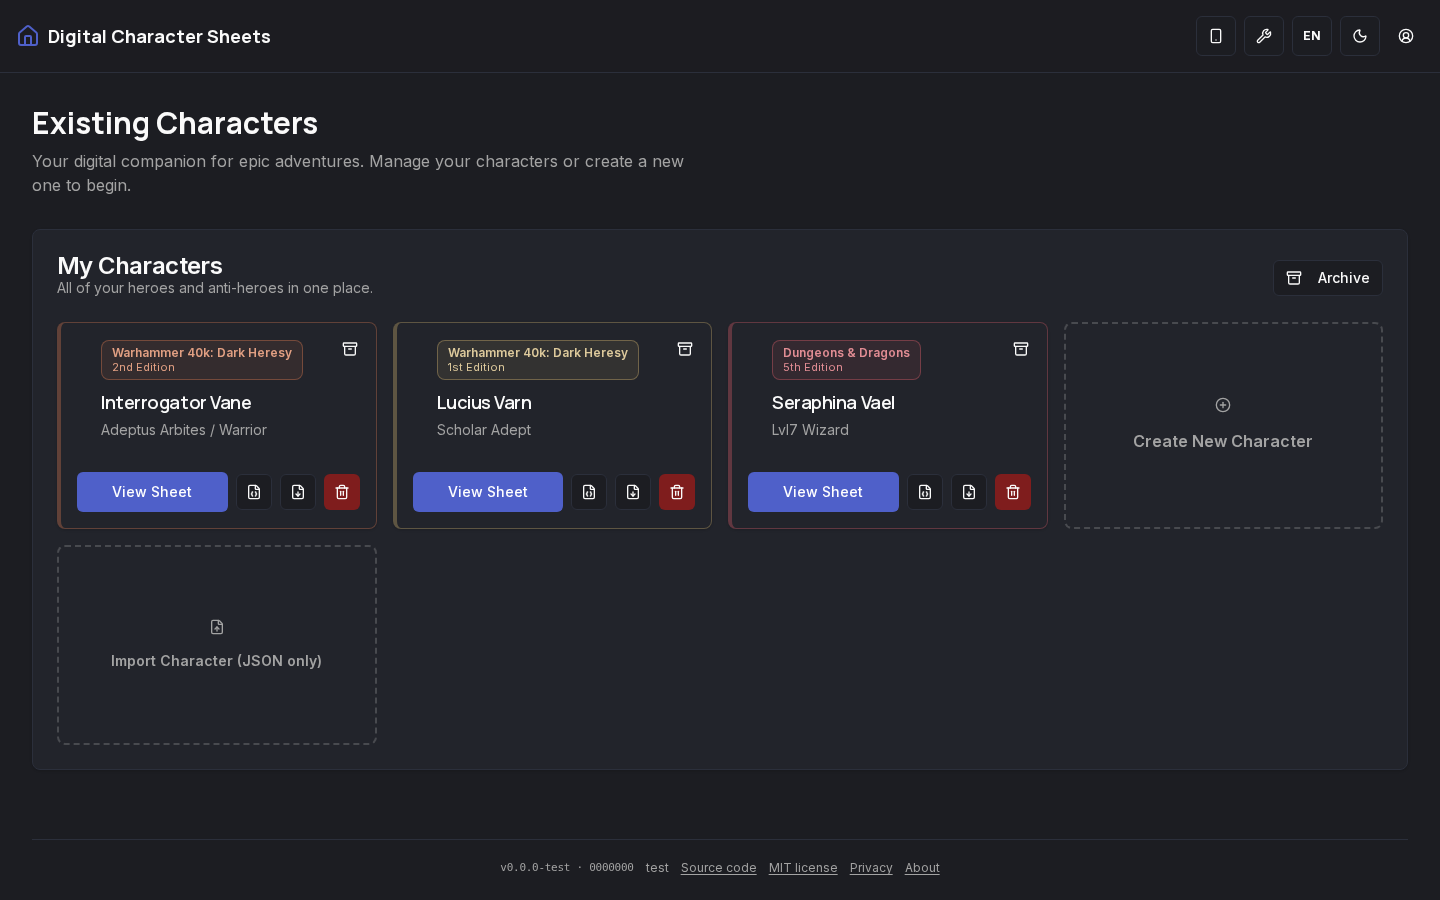 Digital Character Sheets
EN
Existing Characters
Your digital companion for epic adventures. Manage your characters or create a new
one to begin.
My Characters
All of your heroes and anti-heroes in one place.
Archive
Warhammer 40k: Dark Heresy
2nd Edition
Interrogator Vane
Adeptus Arbites / Warrior
View Sheet
Warhammer 40k: Dark Heresy
1st Edition
Lucius Varn
Scholar Adept
View Sheet
Dungeons & Dragons
5th Edition
Seraphina Vael
Lvl7 Wizard
View Sheet
Create New Character
Import Character (JSON only)
v0.0.0-test · 0000000 test Source code MIT license Privacy About